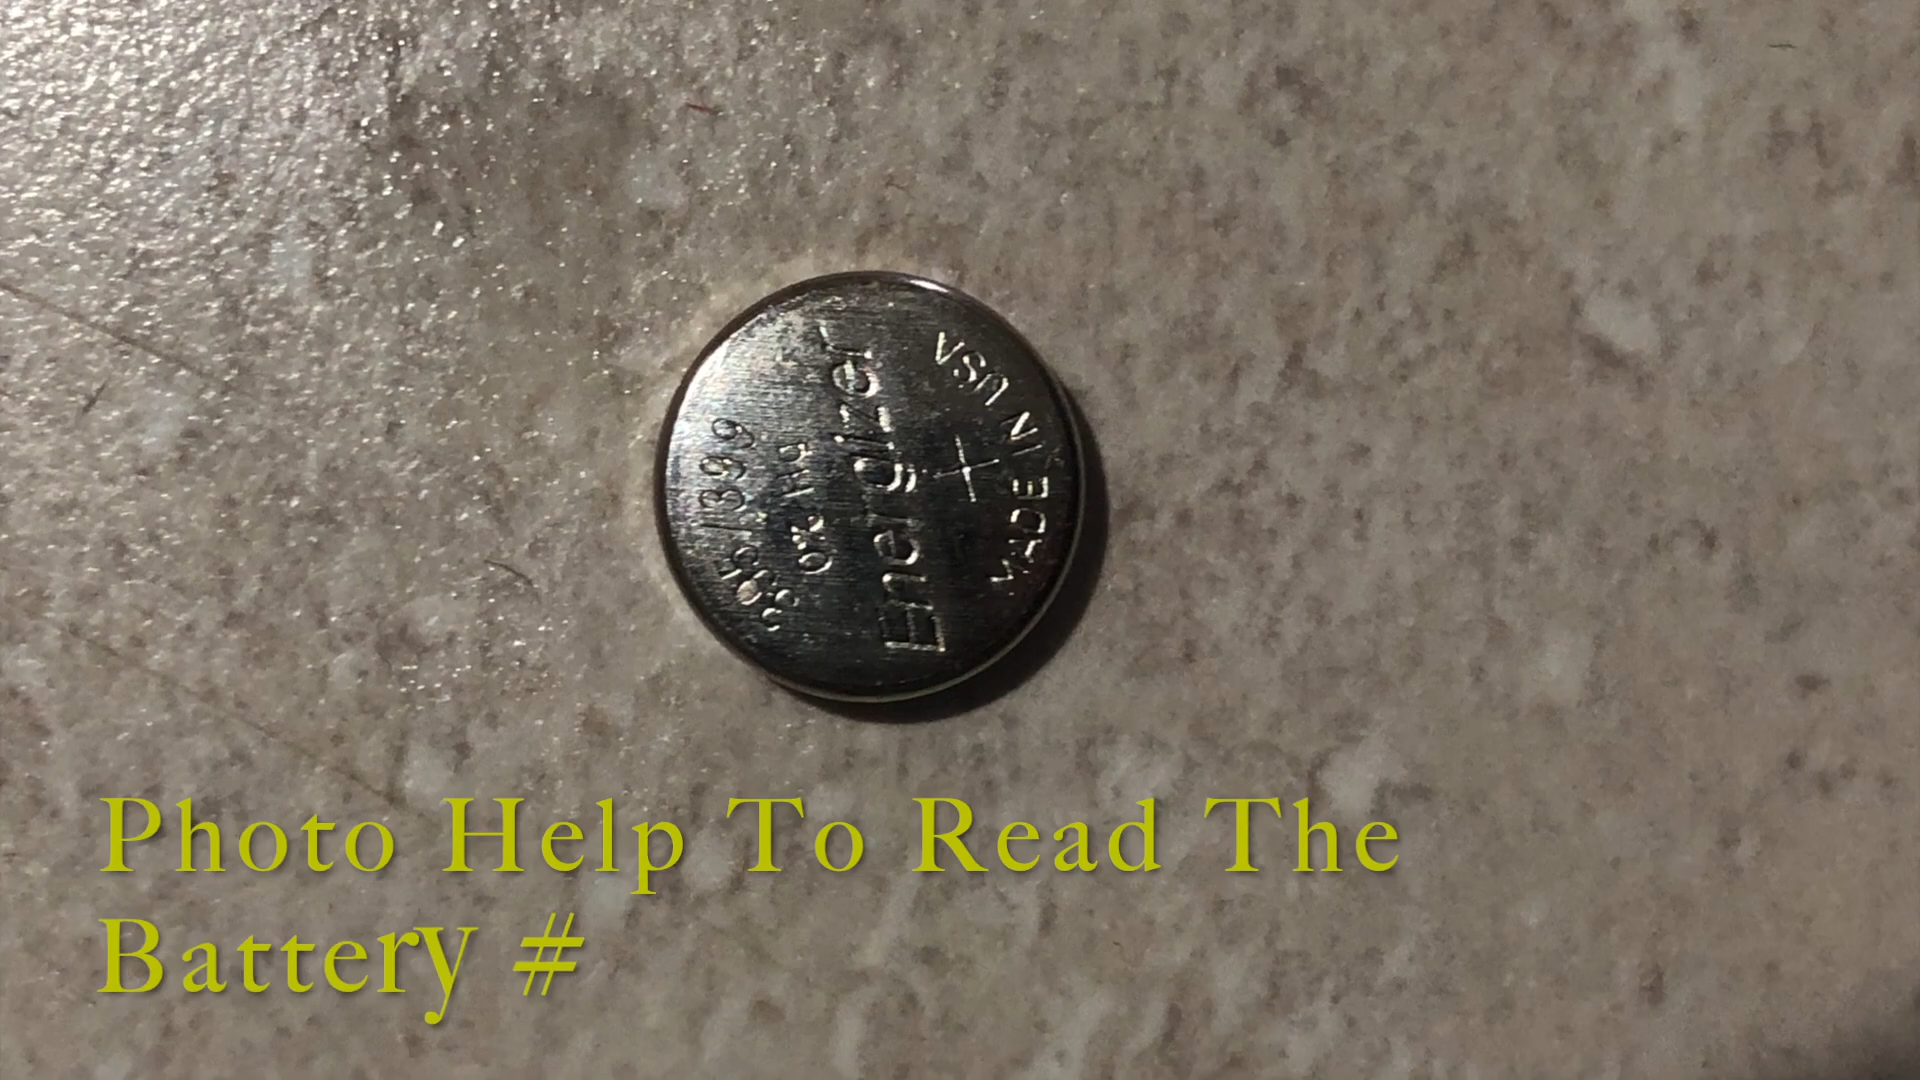 395/399
0% Hg
Energizer
+
MADE IN USA
Photo Help To Read The
Battery #